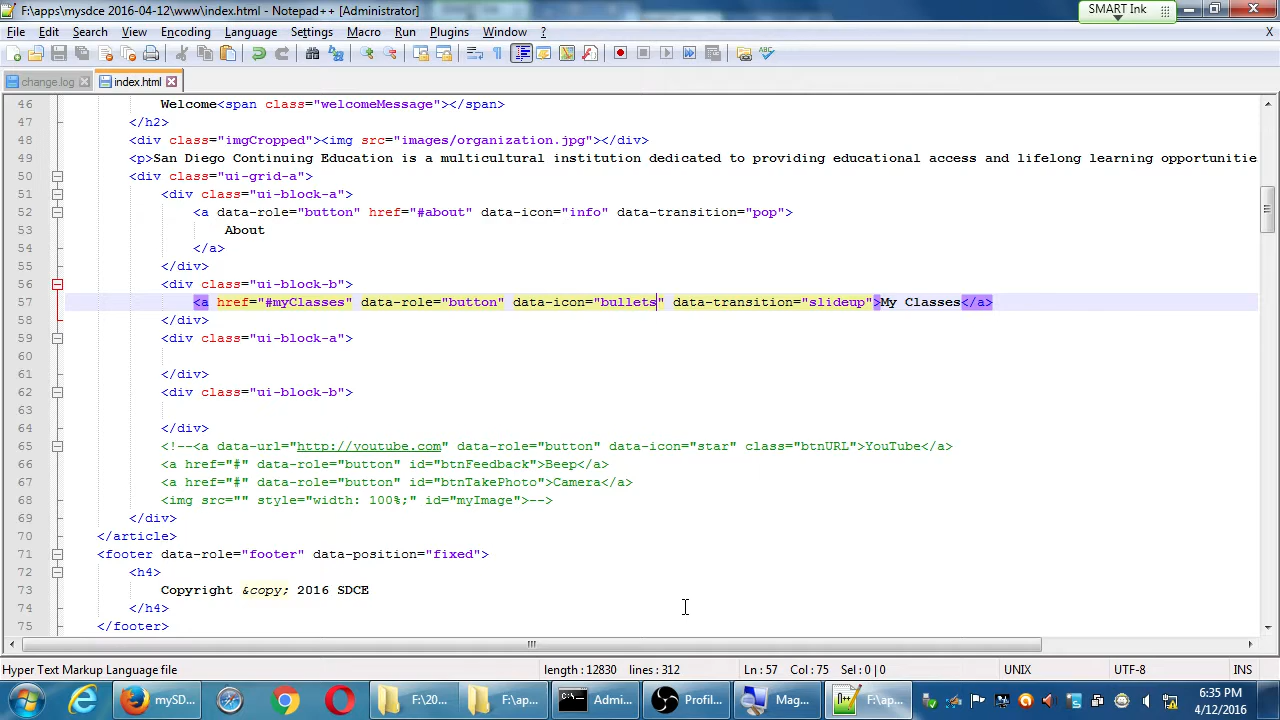 F:\apps\mysdce 2016-04-12\www\index.html - Notepad++ [Administrator]
SMART Ink
File Edit Search View Encoding Language Settings Macro Run Plugins Window ? X
change.log index.html
46 Welcome<span class="welcomeMessage"></span>
47 </h2>
48 <div class="imgCropped"><img src="images/organization.jpg"></div>
49 <p>San Diego Continuing Education is a multicultural institution dedicated to providing educational access and lifelong learning opportunitie
50 <div class="ui-grid-a">
51 <div class="ui-block-a">
52 <a data-role="button" href="#about" data-icon="info" data-transition="pop">
53 About
54 </a>
55 </div>
56 <div class="ui-block-b">
57 <a href="#myClasses" data-role="button" data-icon="bullets" data-transition="slideup">My Classes</a>
58 </div>
59 <div class="ui-block-a">
60
61 </div>
62 <div class="ui-block-b">
63
64 </div>
65 <!--<a data-url="http://youtube.com" data-role="button" data-icon="star" class="btnURL">YouTube</a>
66 <a href="#" data-role="button" id="btnFeedback">Beep</a>
67 <a href="#" data-role="button" id="btnTakePhoto">Camera</a>
68 <img src="" style="width: 100%;" id="myImage">-->
69 </div>
70 </article>
71 <footer data-role="footer" data-position="fixed">
72 <h4>
73 Copyright &copy; 2016 SDCE
74 </h4>
75 </footer>
Hyper Text Markup Language file length : 12830 lines : 312 Ln : 57 Col : 75 Sel : 0 | 0 UNIX UTF-8 INS
mySD... F:\20... F:\ap... Admi... Profil... Mag... F:\ap... 6:35 PM
4/12/2016